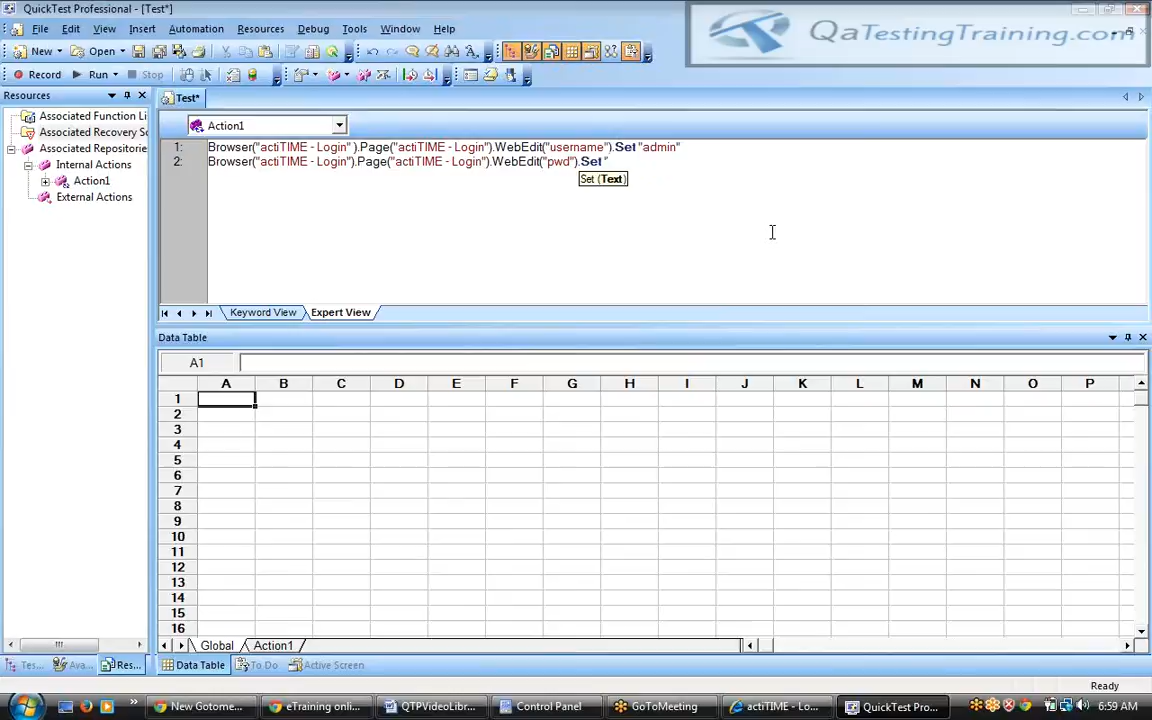 QuickTest Professional - [Test*]
QaTestingTraining.com
File Edit View Insert Automation Resources Debug Tools Window Help
New Open
Record Run Stop
Resources
Test*
Associated Function Li
Associated Recovery Sc
Associated Repositorie
Internal Actions
Action1
External Actions
Action1
1: Browser("actiTIME - Login" ).Page("actiTIME - Login").WebEdit("username").Set "admin"
2: Browser("actiTIME - Login").Page("actiTIME - Login").WebEdit("pwd").Set "
Set (Text)
Keyword View Expert View
Data Table
A1
A B C D E F G H I J K L M N O P
1
2
3
4
5
6
7
8
9
10
11
12
13
14
15
16
Global Action1
Tes... Ava... Res... Data Table To Do Active Screen
Ready
New Gotome... eTraining onli... QTPVideoLibr... Control Panel GoToMeeting actiTIME - Lo... QuickTest Pro... 6:59 AM